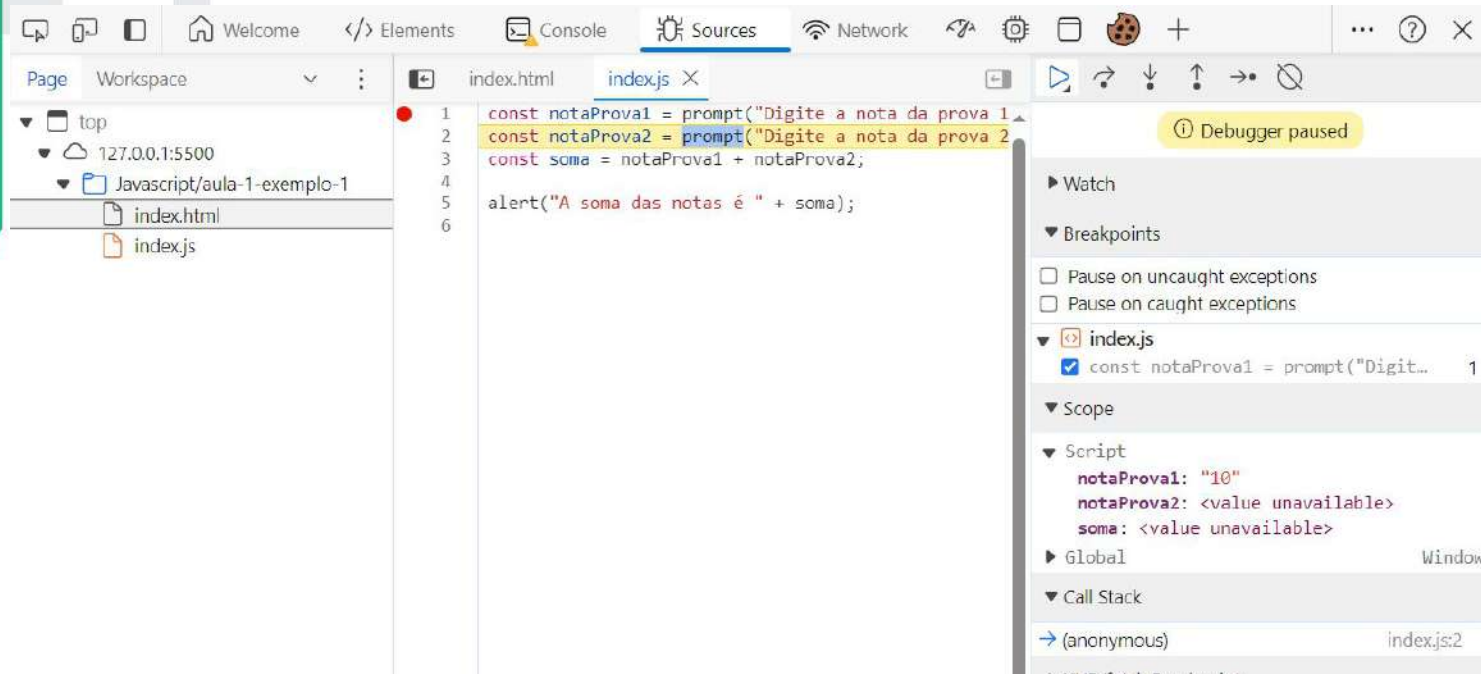 Welcome Elements Console Sources Network
Page Workspace
top
127.0.0.1:5500
Javascript/aula-1-exemplo-1
index.html
index.js
index.html index.js
1 const notaProva1 = prompt("Digite a nota da prova 1
2 const notaProva2 = prompt("Digite a nota da prova 2
3 const soma = notaProva1 + notaProva2;
4
5 alert("A soma das notas é " + soma);
6
Debugger paused
Watch
Breakpoints
Pause on uncaught exceptions
Pause on caught exceptions
index.js
const notaProva1 = prompt("Digit… 1
Scope
Script
notaProva1: "10"
notaProva2: <value unavailable>
soma: <value unavailable>
Global Window
Call Stack
(anonymous) index.js:2